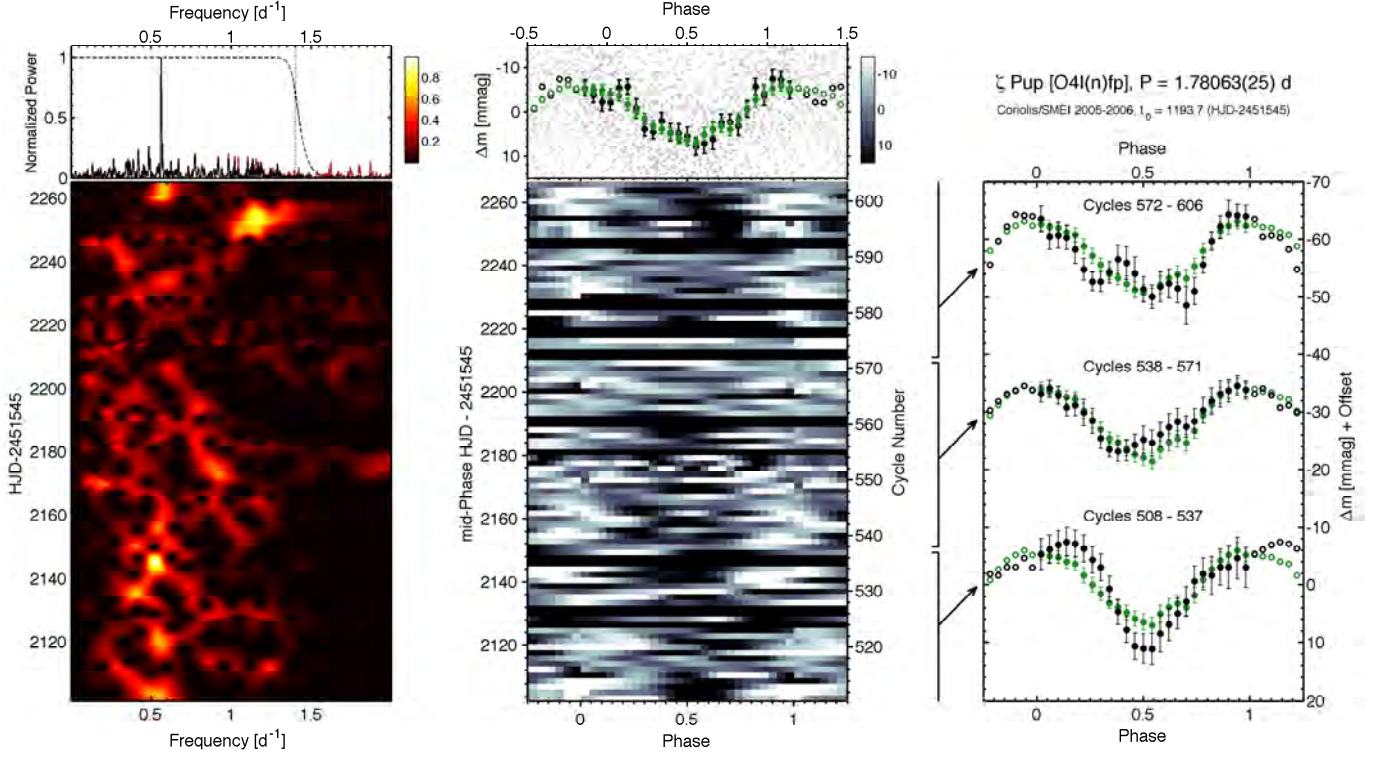 Frequency [d-1]
0.5 1 1.5
Normalized Power
1
0.5
0
0.8
0.6
0.4
0.2
HJD-2451545
2260
2240
2220
2200
2180
2160
2140
2120
0.5 1 1.5
Frequency [d-1]
Phase
-0.5 0 0.5 1 1.5
Δm [mmag]
-10
0
10
-10
0
10
mid-Phase HJD - 2451545
2260
2240
2220
2200
2180
2160
2140
2120
600
590
580
570
560
550
540
530
520
Cycle Number
0 0.5 1
Phase
ζ Pup [O4I(n)fp], P = 1.78063(25) d
Coriolis/SMEI 2005-2006, t0 = 1193.7 (HJD-2451545)
Phase
0 0.5 1
Cycles 572 - 606
Cycles 538 - 571
Cycles 508 - 537
-70
-60
-50
-40
-30
-20
-10
0
10
20
Δm [mmag] + Offset
0 0.5 1
Phase